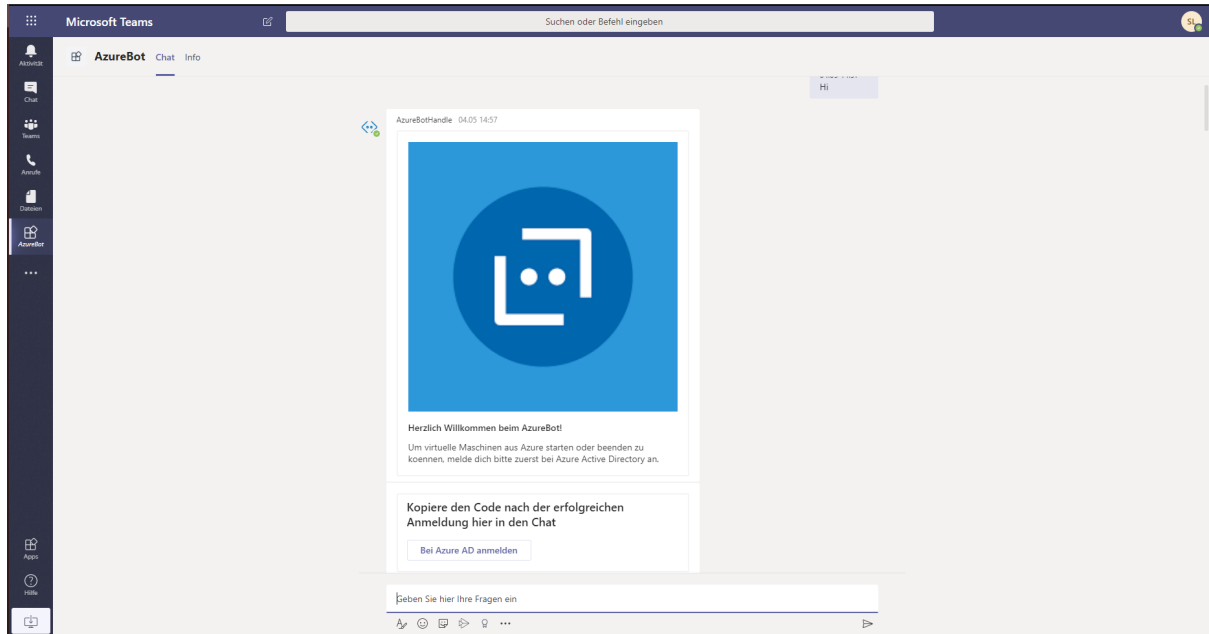 Microsoft Teams
Suchen oder Befehl eingeben
SL
Aktivität
Chat
Teams
Anrufe
Dateien
AzureBot
Apps
Hilfe
AzureBot Chat Info
Hi
AzureBotHandle 04.05 14:57
Herzlich Willkommen beim AzureBot!
Um virtuelle Maschinen aus Azure starten oder beenden zu
koennen, melde dich bitte zuerst bei Azure Active Directory an.
Kopiere den Code nach der erfolgreichen
Anmeldung hier in den Chat
Bei Azure AD anmelden
Geben Sie hier Ihre Fragen ein